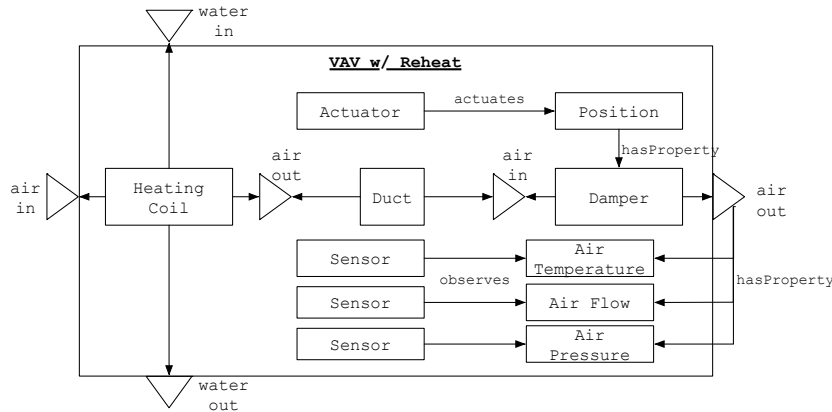 water
in
VAV w/ Reheat
Actuator
actuates
Position
hasProperty
air
in
Heating
Coil
air
out
Duct
air
in
Damper
air
out
Sensor
Air
Temperature
observes
hasProperty
Sensor
Air Flow
Sensor
Air
Pressure
water
out